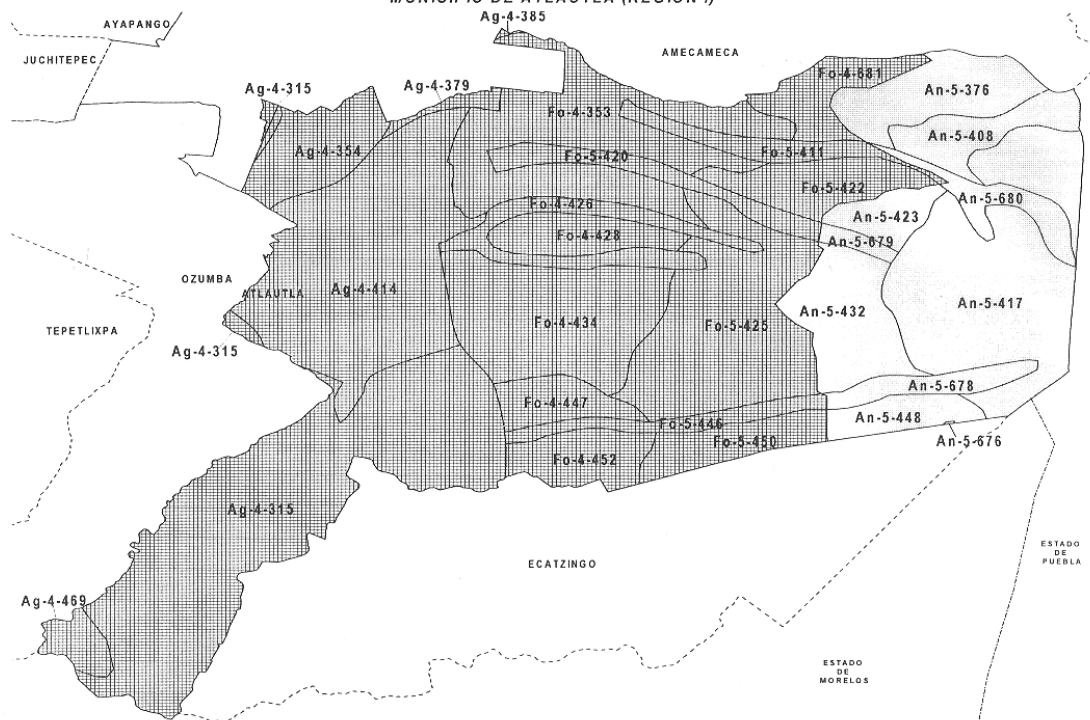 MUNICIPIO DE ATLAUTLA (REGION I)
Ag-4-385
AYAPANGO
JUCHITEPEC
AMECAMECA
Fo-4-681
Ag-4-315
Ag-4-379
An-5-376
Fo-4-353
An-5-408
Ag-4-354
Fo-5-420
Fo-5-411
Fo-5-422
An-5-680
Fo-4-426
An-5-423
Fo-4-428
An-5-679
OZUMBA
ATLAUTLA
Ag-4-414
An-5-432
An-5-417
TEPETLIXPA
Fo-4-434
Fo-5-425
Ag-4-315
An-5-678
Fo-4-447
An-5-448
Fo-5-446
Fo-5-450
An-5-676
Fo-4-452
Ag-4-315
ESTADO
DE
PUEBLA
ECATZINGO
Ag-4-469
ESTADO
DE
MORELOS